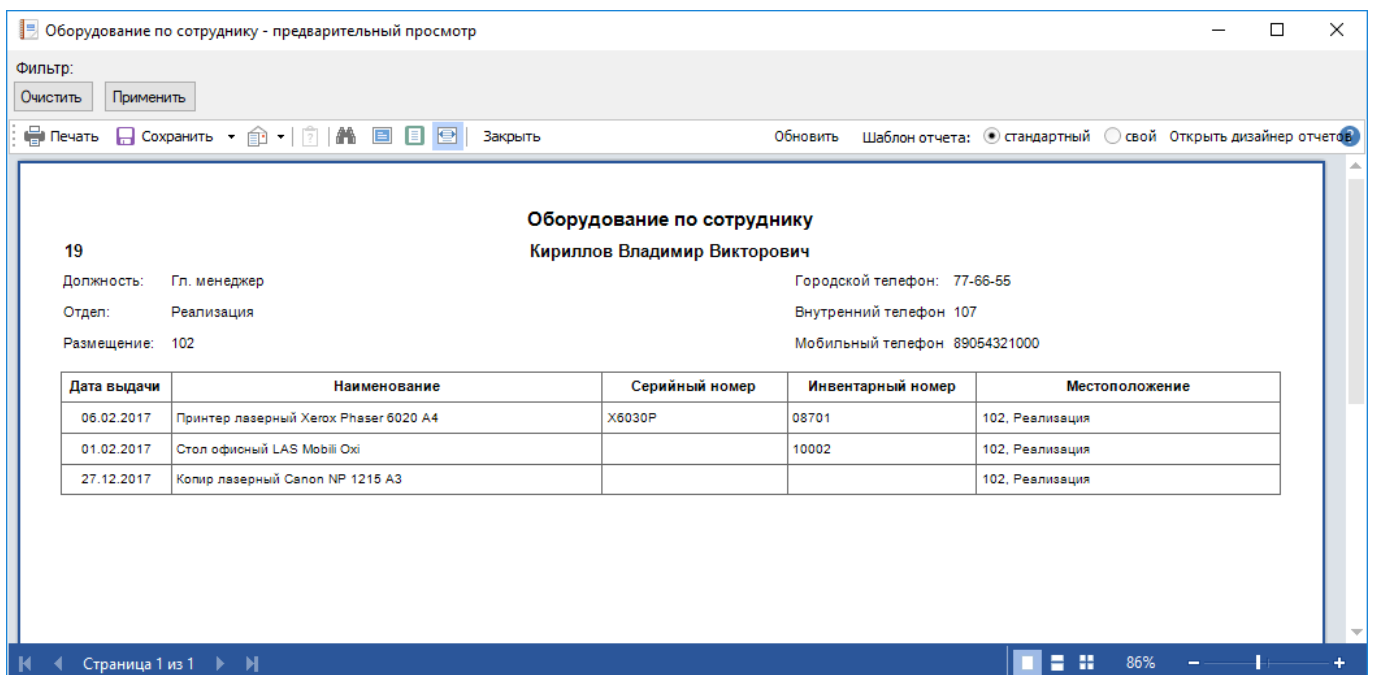 Оборудование по сотруднику - предварительный просмотр
Фильтр:
Очистить Применить
Печать Сохранить Закрыть Обновить Шаблон отчета: стандартный свой Открыть дизайнер отчетов
Оборудование по сотруднику
19 Кириллов Владимир Викторович
Должность: Гл. менеджер Городской телефон: 77-66-55
Отдел: Реализация Внутренний телефон 107
Размещение: 102 Мобильный телефон 89054321000
Дата выдачи Наименование Серийный номер Инвентарный номер Местоположение
06.02.2017 Принтер лазерный Xerox Phaser 6020 A4 X6030P 08701 102, Реализация
01.02.2017 Стол офисный LAS Mobili Oxi 10002 102, Реализация
27.12.2017 Копир лазерный Canon NP 1215 A3 102, Реализация
Страница 1 из 1 86%